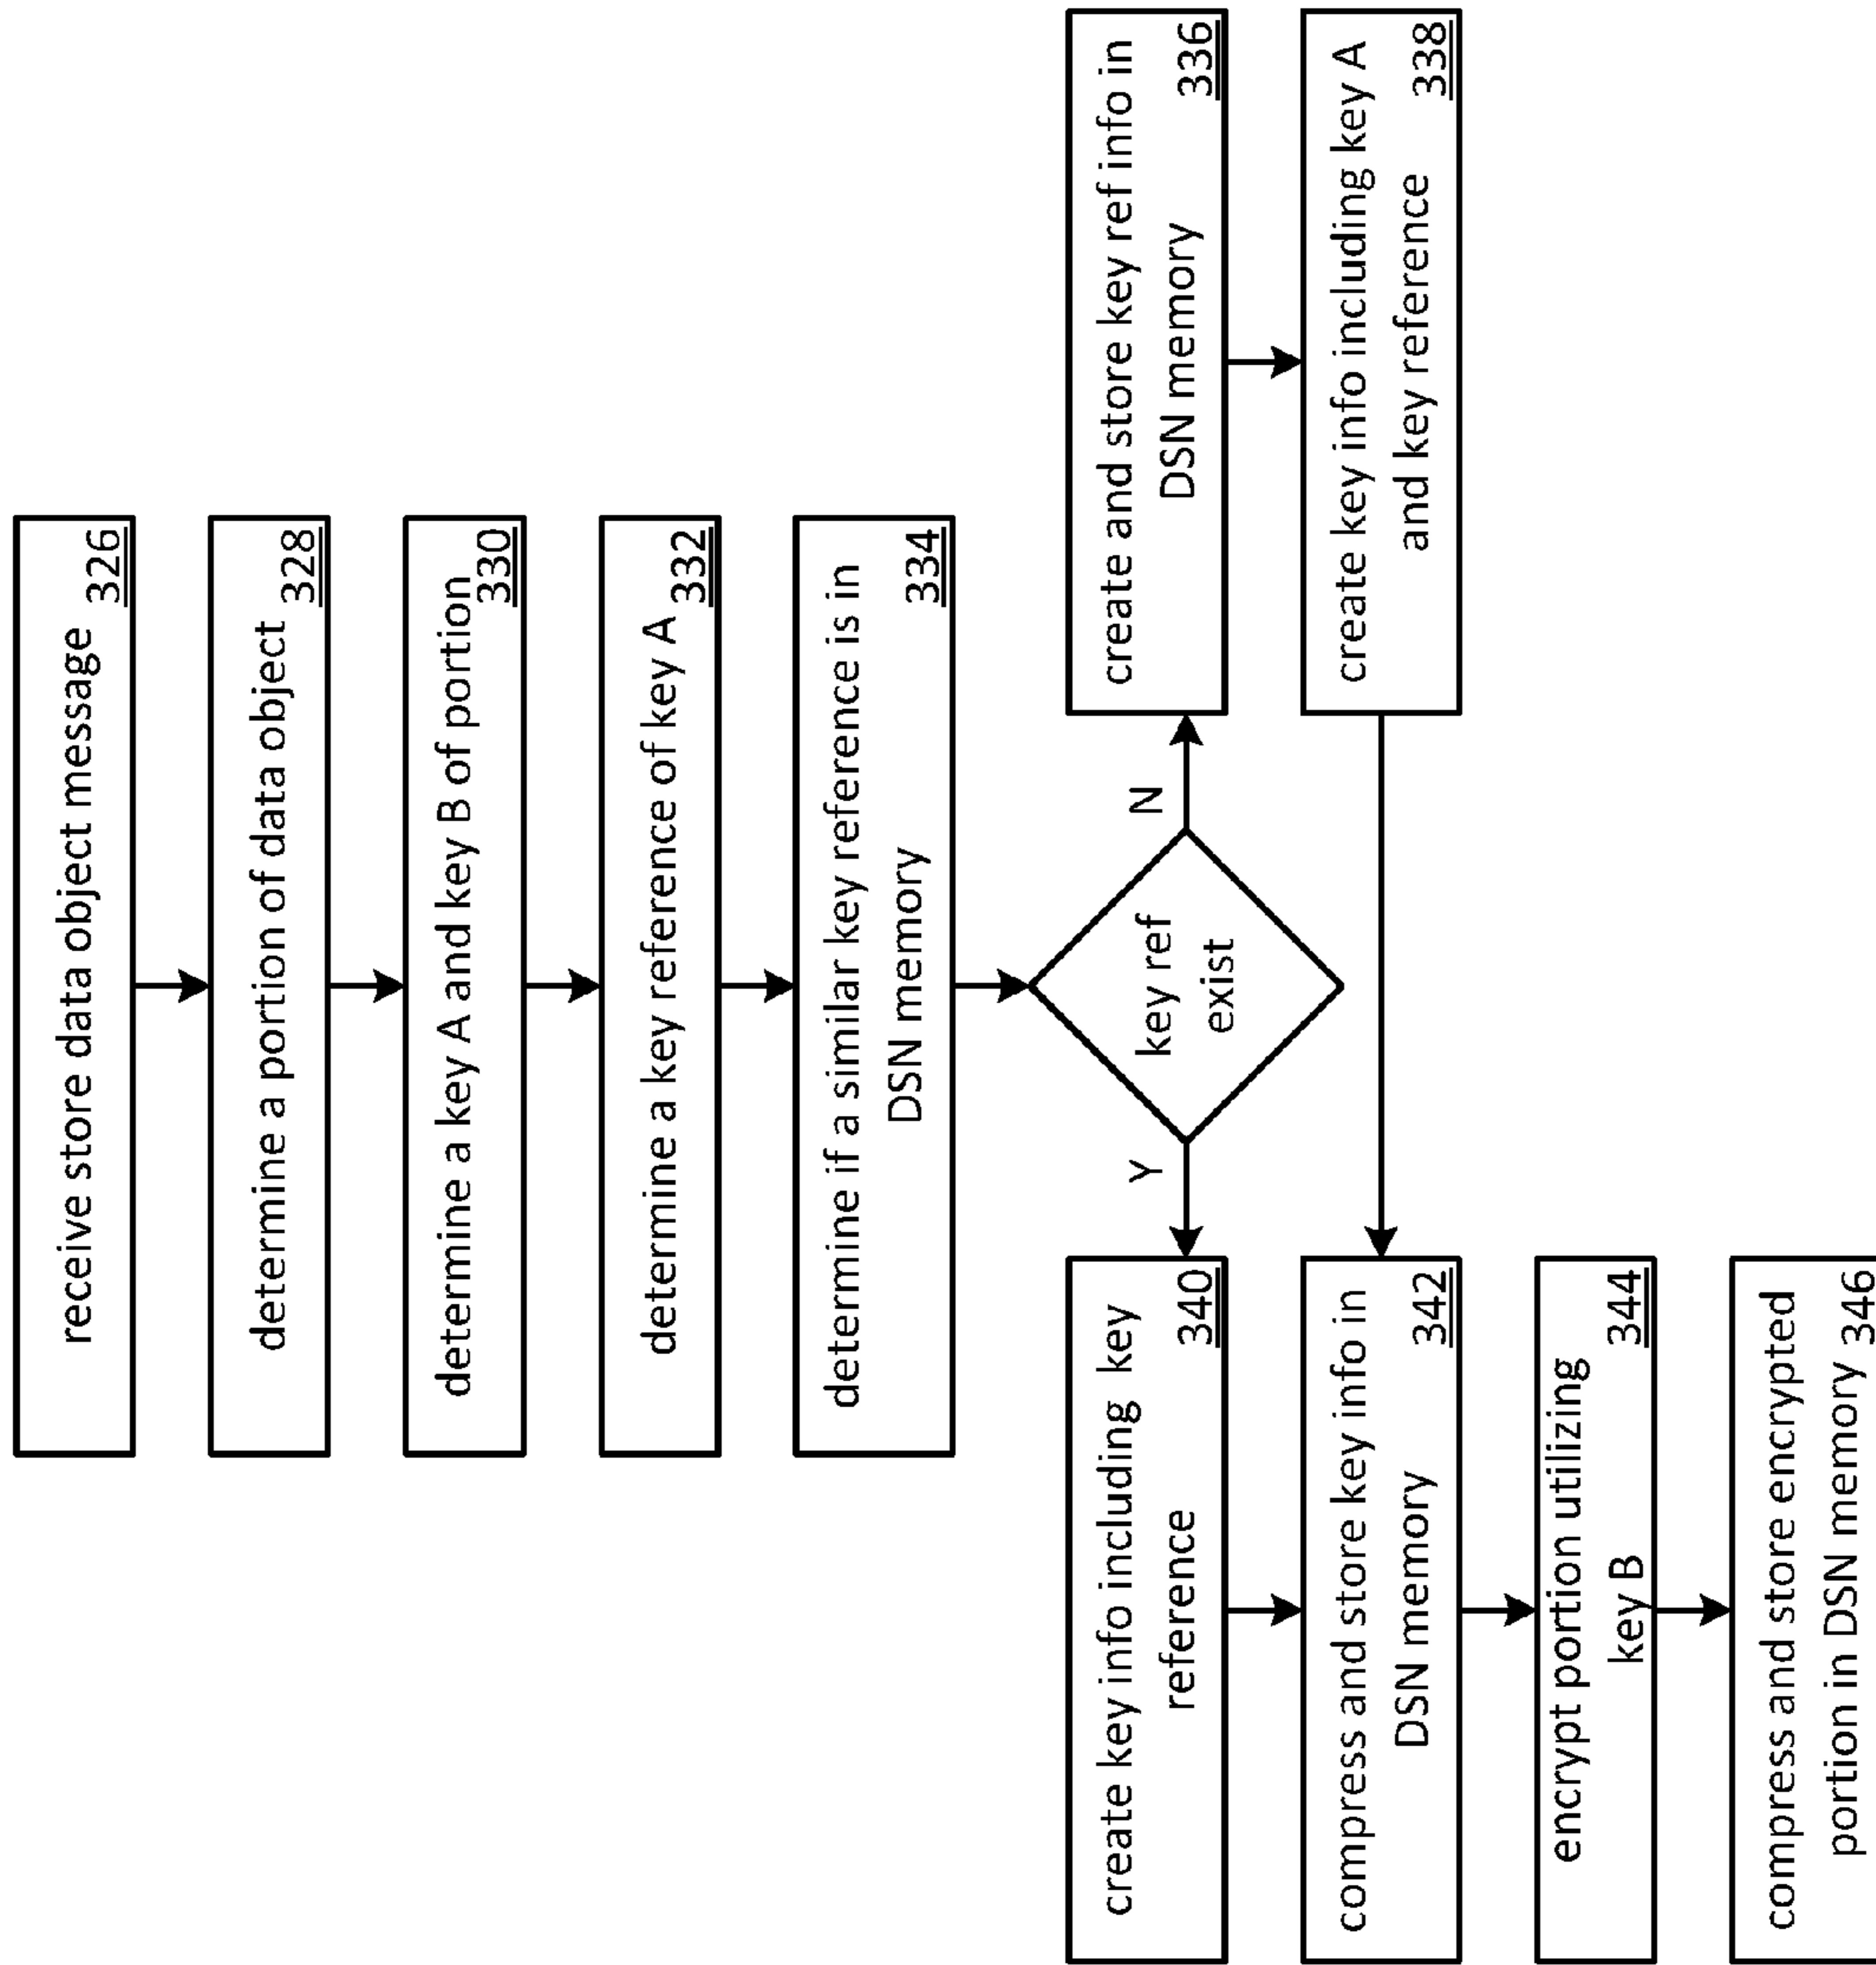 receive store data object message
326
determine a portion of data object
328
determine a key A and key B of portion
330
determine a key reference of key A
332
determine if a similar key reference is in
DSN memory
334
key ref
exist
Y
N
create and store key ref info in
DSN memory
336
create key info including key A
and key reference
338
create key info including key
reference
340
compress and store key info in
DSN memory
342
encrypt portion utilizing
key B
344
compress and store encrypted
portion in DSN memory 346